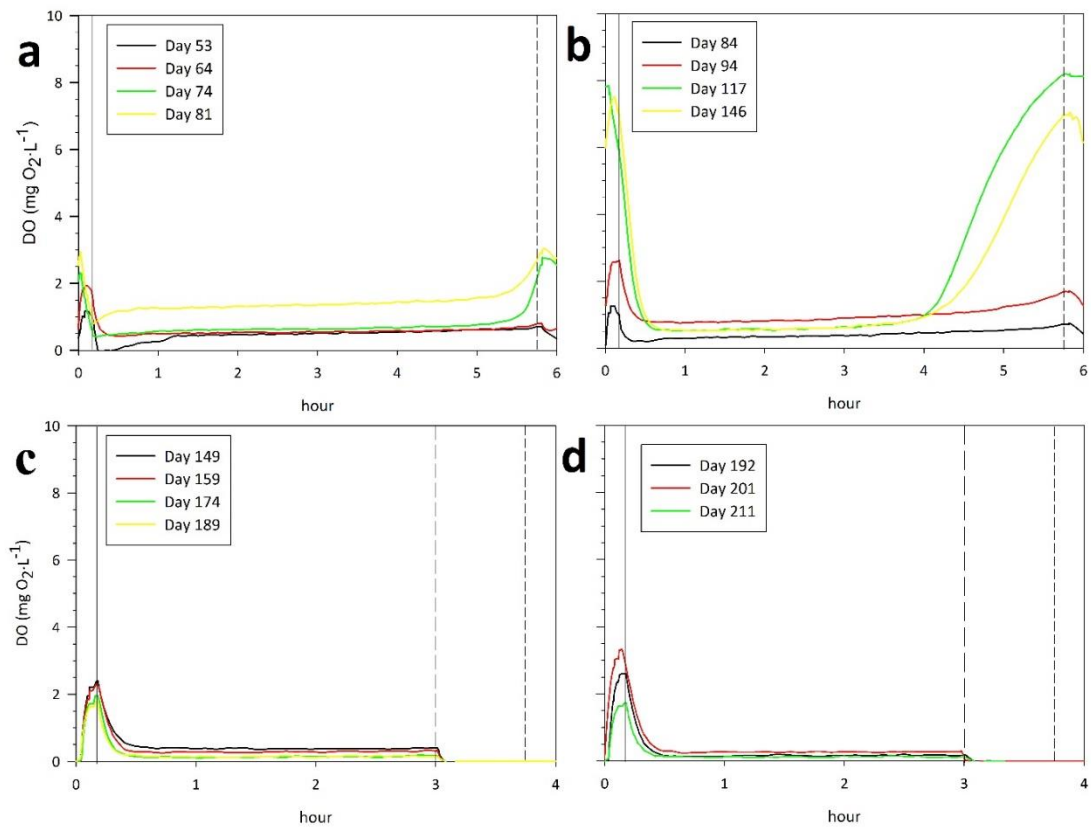 a
Day 53
Day 64
Day 74
Day 81
10
8
6
4
2
0
DO (mg O2·L-1)
0 1 2 3 4 5 6
hour
b
Day 84
Day 94
Day 117
Day 146
0 1 2 3 4 5 6
hour
c
Day 149
Day 159
Day 174
Day 189
10
8
6
4
2
0
DO (mg O2·L-1)
0 1 2 3 4
hour
d
Day 192
Day 201
Day 211
0 1 2 3 4
hour